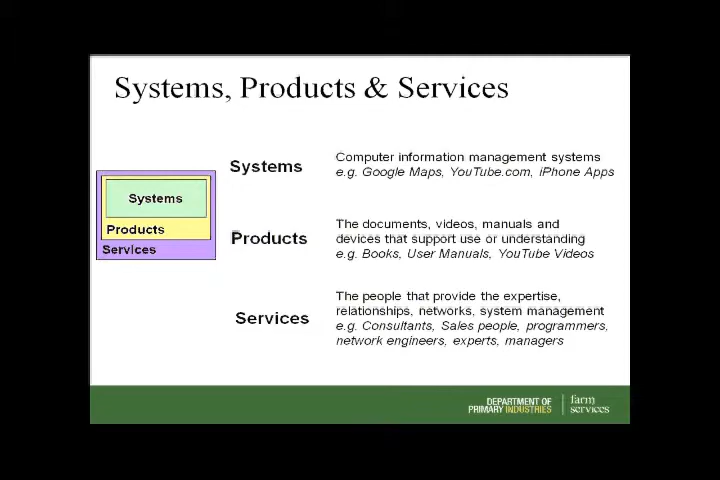 Systems, Products & Services
Systems
Products
Services
Systems
Computer information management systems
e.g. Google Maps, YouTube.com, iPhone Apps
Products
The documents, videos, manuals and
devices that support use or understanding
e.g. Books, User Manuals, YouTube Videos
Services
The people that provide the expertise,
relationships, networks, system management
e.g. Consultants, Sales people, programmers,
network engineers, experts, managers
DEPARTMENT OF
PRIMARY INDUSTRIES
farm
services